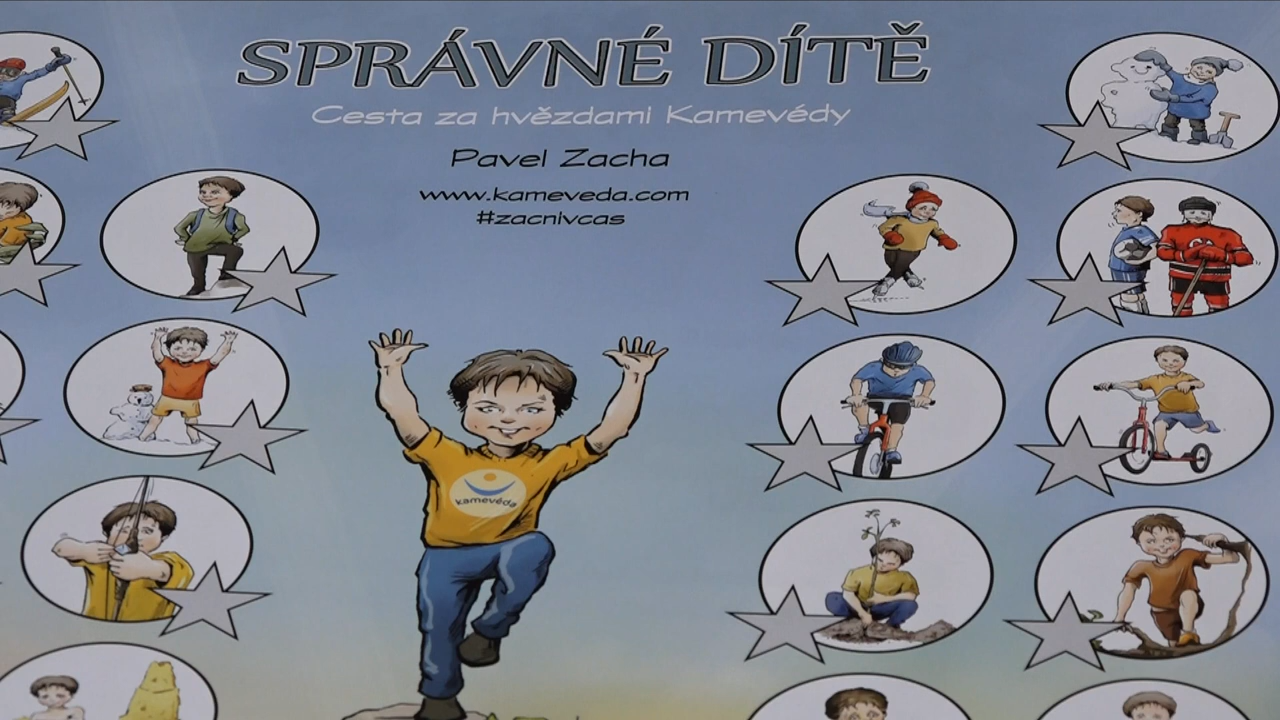 SPRÁVNÉ DÍTĚ
Cesta za hvězdami Kamevédy
Pavel Zacha
www.kameveda.com
#zacnivcas
kamevéda